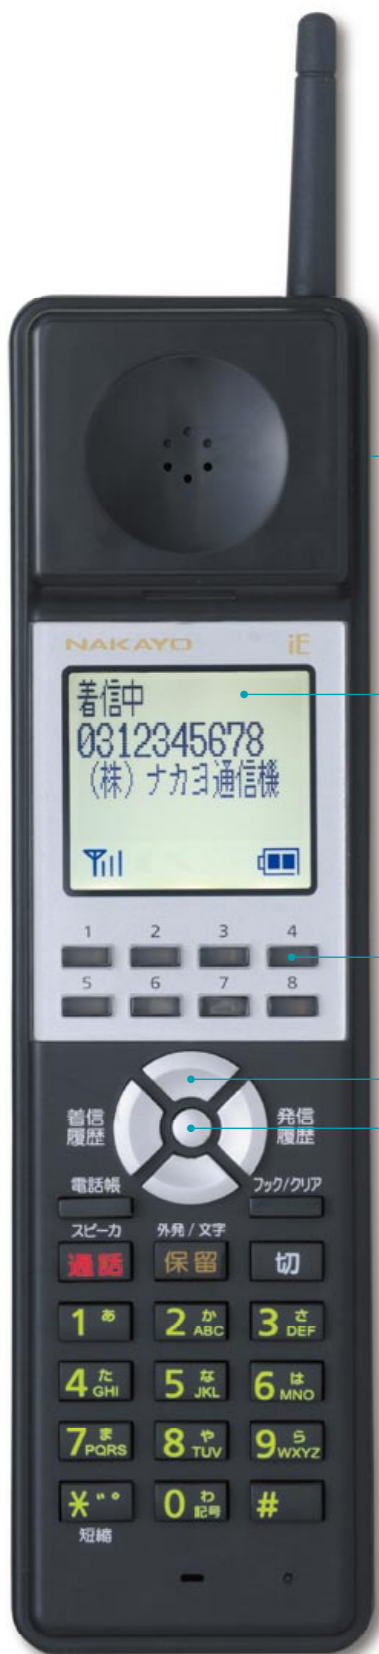 NAKAYO iE
着信中
0312345678
(株)ナカヨ通信機
1 2 3 4
5 6 7 8
着信
履歴
発信
履歴
電話帳 フック/クリア
スピーカ 外発/文字
通話 保留 切
1 あ 2 か ABC 3 さ DEF
4 た GHI 5 な JKL 6 は MNO
7 ま PQRS 8 や TUV 9 ら WXYZ
* ゛゜ 0 わ 記号 #
短縮